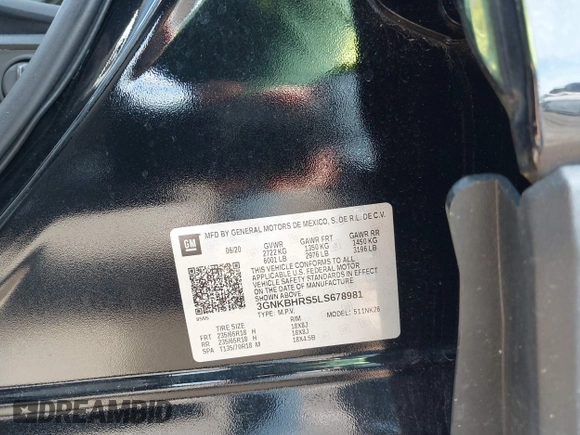 GM
MFD BY GENERAL MOTORS DE MEXICO, S. DE R.L. DE C.V.
06/20 GVWR GAWR FRT GAWR RR
2722 KG 1350 KG 1450 KG
6001 LB 2976 LB 3196 LB
THIS VEHICLE CONFORMS TO ALL
APPLICABLE U.S. FEDERAL MOTOR
VEHICLE SAFETY STANDARDS IN EFFECT
ON THE DATE OF MANUFACTURE SHOWN
ABOVE.
3GNKBHRS5LS678981
TYPE: M.P.V. MODEL: 511NK26
TIRE SIZE RIM
FRT 235/65R18 H 18X8J
RR 235/65R18 H 18X8J
SPA T135/70R18 M 18X4.5B
DREAMBID